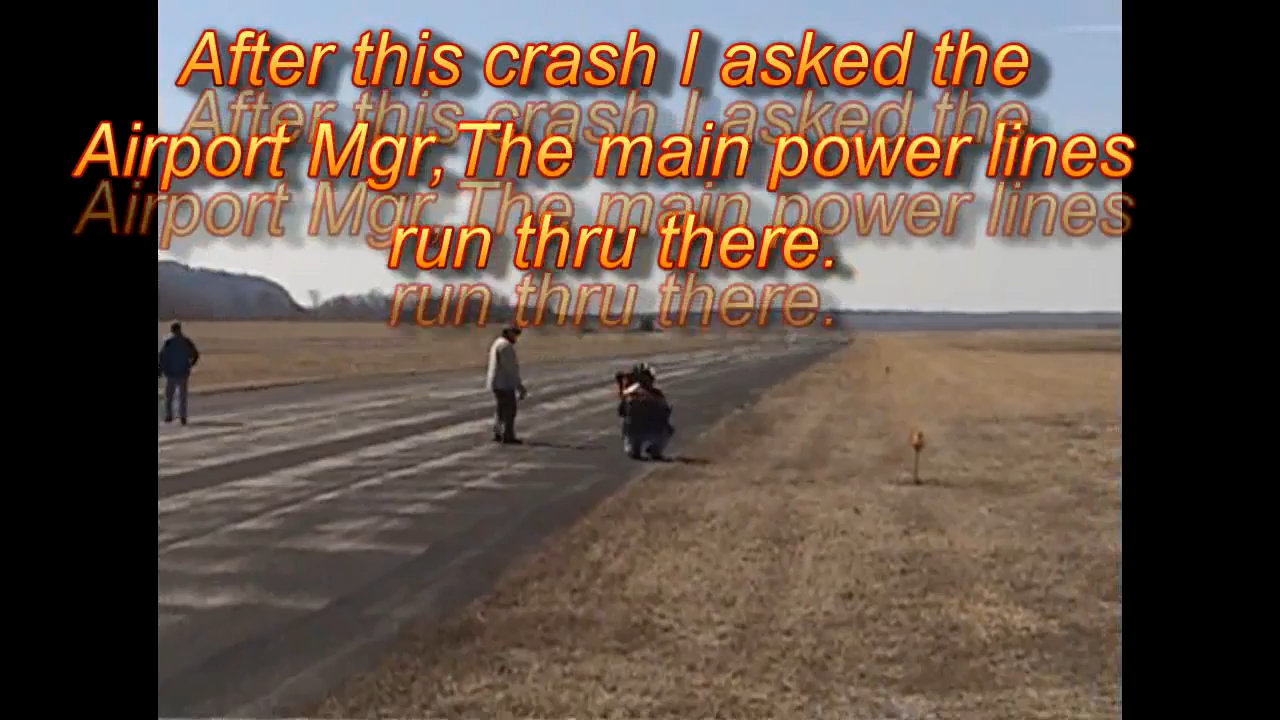 After this crash I asked the
Airport Mgr,The main power lines
run thru there.